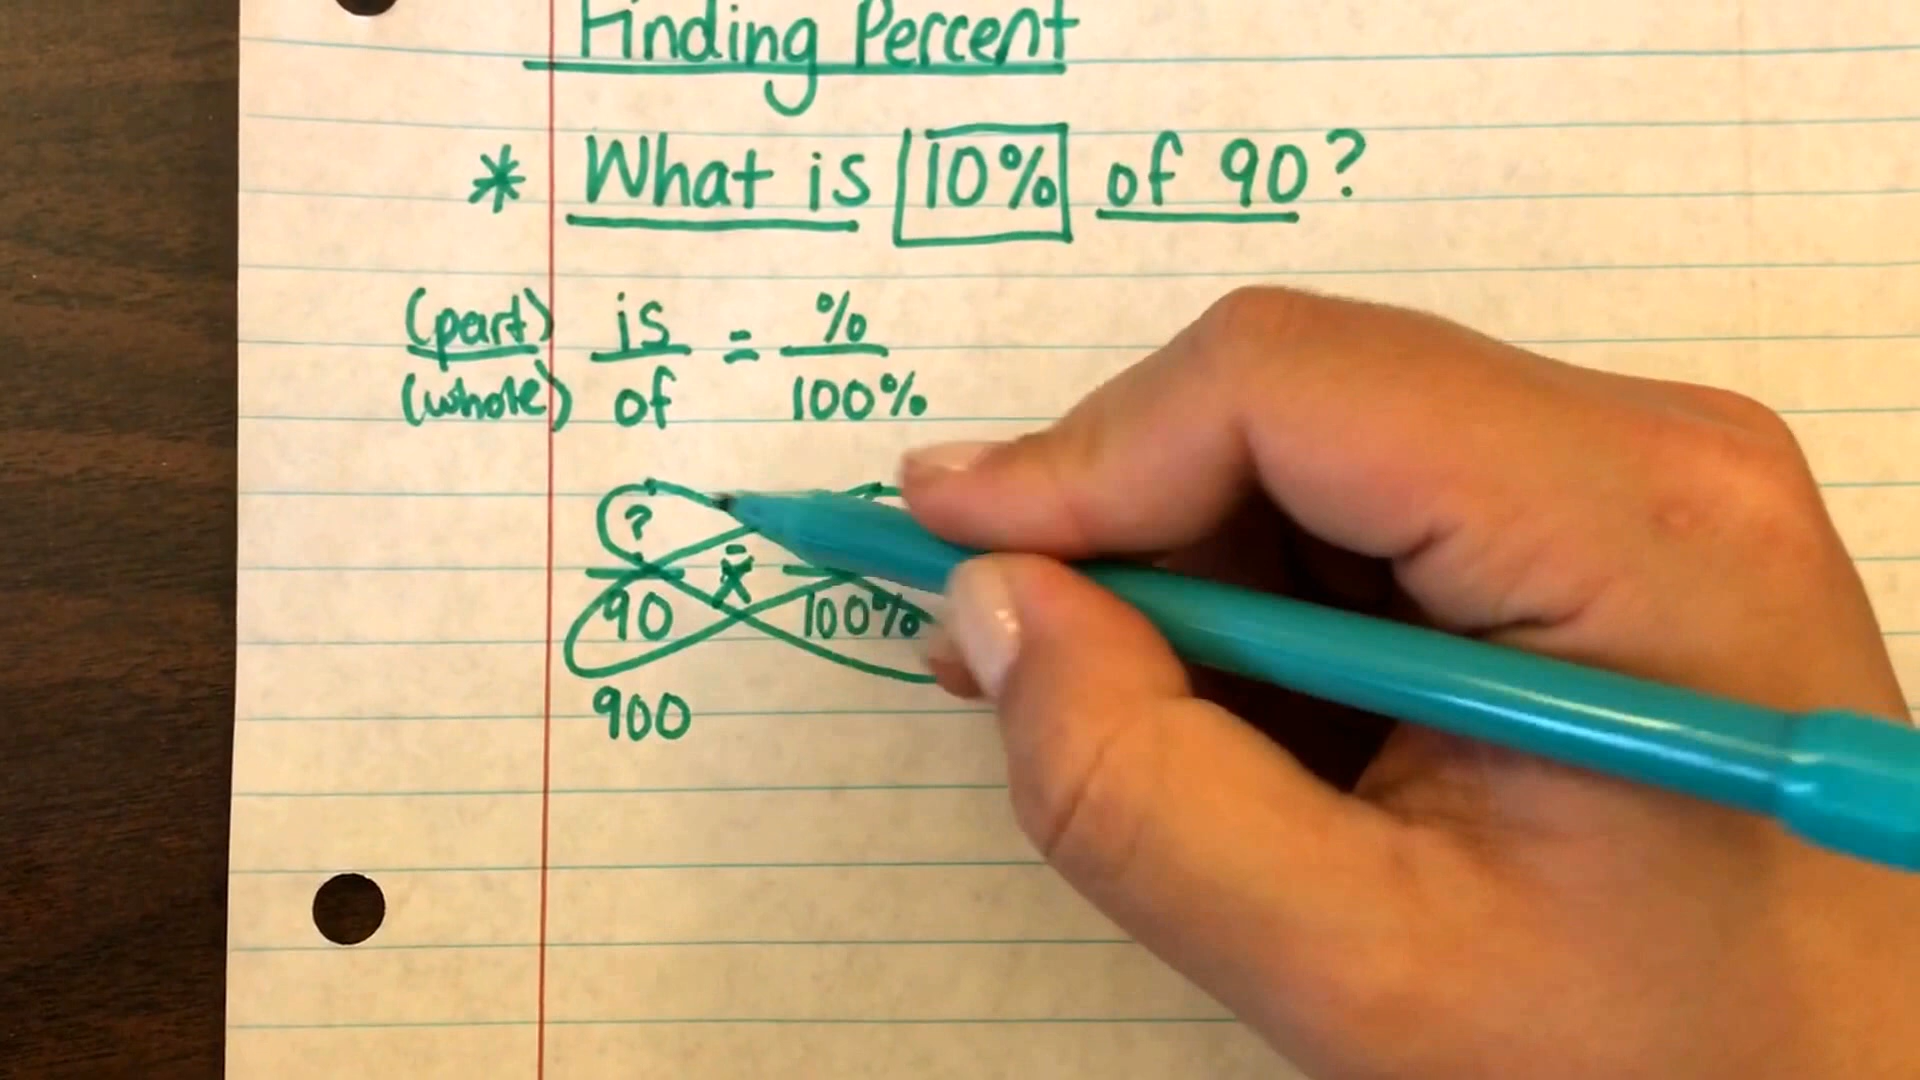 Finding Percent
* What is 10% of 90?
(part) is = %
(whole) of 100%
?
90 x 100%
900